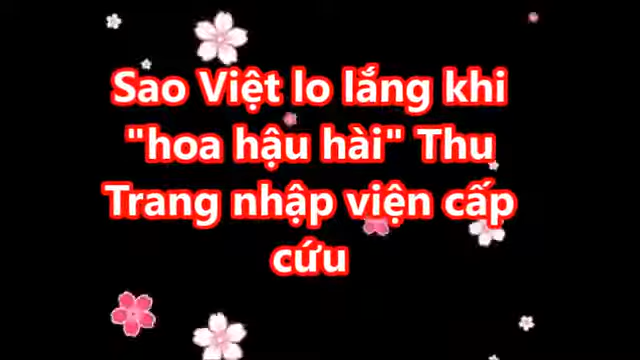 Sao Việt lo lắng khi
"hoa hậu hài" Thu
Trang nhập viện cấp
cứu